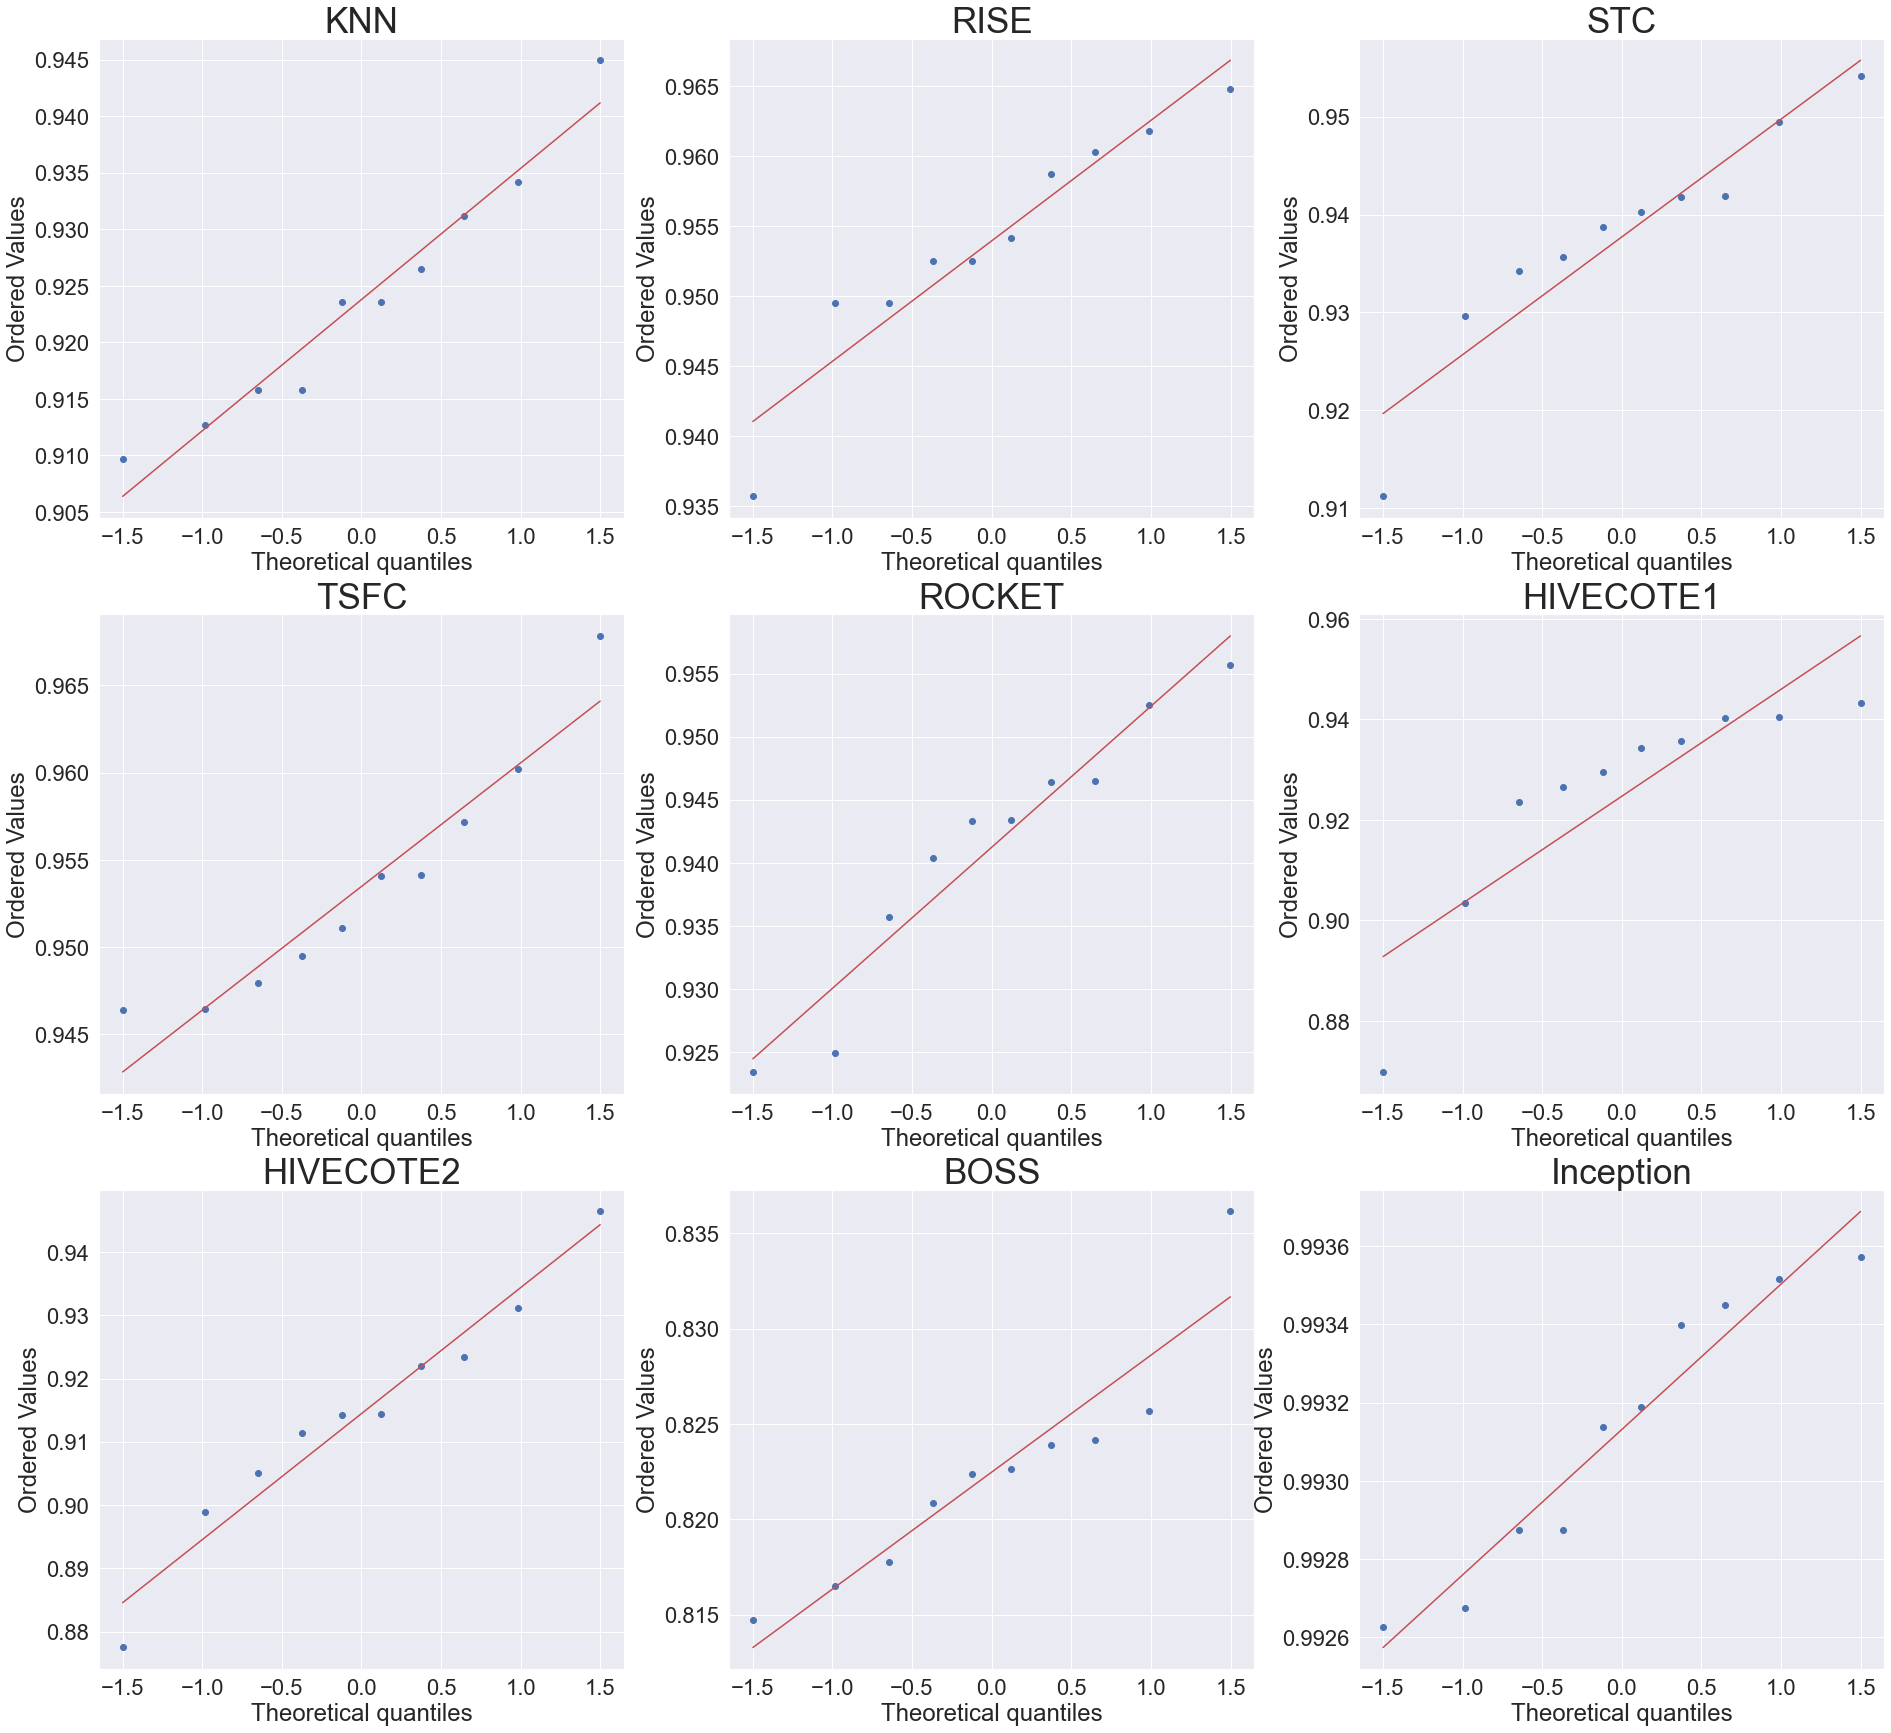 KNN
RISE
STC
0.945
0.940
0.935
0.930
0.925
0.920
0.915
0.910
0.905
Ordered Values
−1.5 −1.0 −0.5 0.0 0.5 1.0 1.5
Theoretical quantiles
0.965
0.960
0.955
0.950
0.945
0.940
0.935
Ordered Values
−1.5 −1.0 −0.5 0.0 0.5 1.0 1.5
Theoretical quantiles
0.95
0.94
0.93
0.92
0.91
Ordered Values
−1.5 −1.0 −0.5 0.0 0.5 1.0 1.5
Theoretical quantiles
TSFC
ROCKET
HIVECOTE1
0.965
0.960
0.955
0.950
0.945
Ordered Values
−1.5 −1.0 −0.5 0.0 0.5 1.0 1.5
Theoretical quantiles
0.955
0.950
0.945
0.940
0.935
0.930
0.925
Ordered Values
−1.5 −1.0 −0.5 0.0 0.5 1.0 1.5
Theoretical quantiles
0.96
0.94
0.92
0.90
0.88
Ordered Values
−1.5 −1.0 −0.5 0.0 0.5 1.0 1.5
Theoretical quantiles
HIVECOTE2
BOSS
Inception
0.94
0.93
0.92
0.91
0.90
0.89
0.88
Ordered Values
−1.5 −1.0 −0.5 0.0 0.5 1.0 1.5
Theoretical quantiles
0.835
0.830
0.825
0.820
0.815
Ordered Values
−1.5 −1.0 −0.5 0.0 0.5 1.0 1.5
Theoretical quantiles
0.9936
0.9934
0.9932
0.9930
0.9928
0.9926
Ordered Values
−1.5 −1.0 −0.5 0.0 0.5 1.0 1.5
Theoretical quantiles